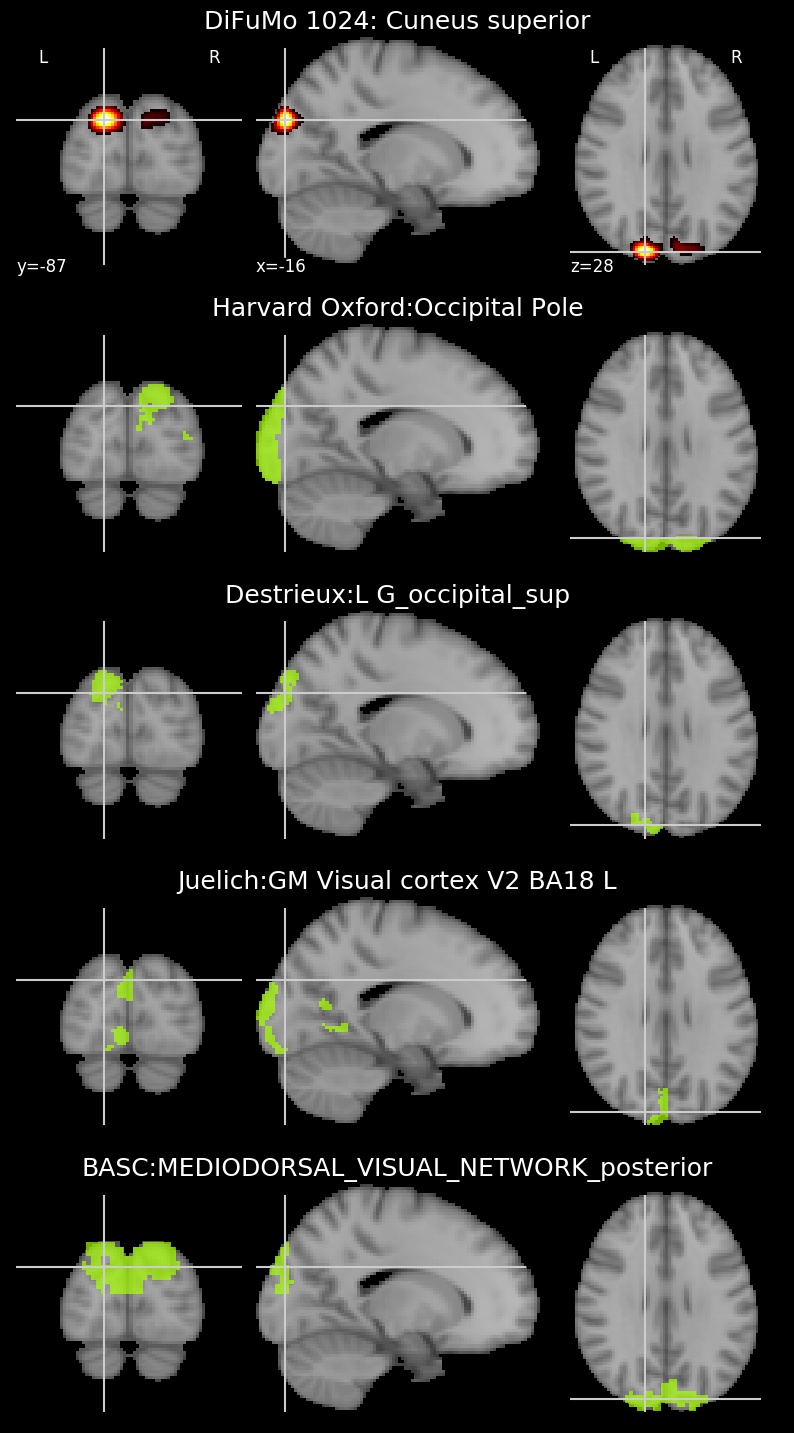 DiFuMo 1024: Cuneus superior
L R L R
y=-87 x=-16 z=28
Harvard Oxford:Occipital Pole
Destrieux:L G_occipital_sup
Juelich:GM Visual cortex V2 BA18 L
BASC:MEDIODORSAL_VISUAL_NETWORK_posterior